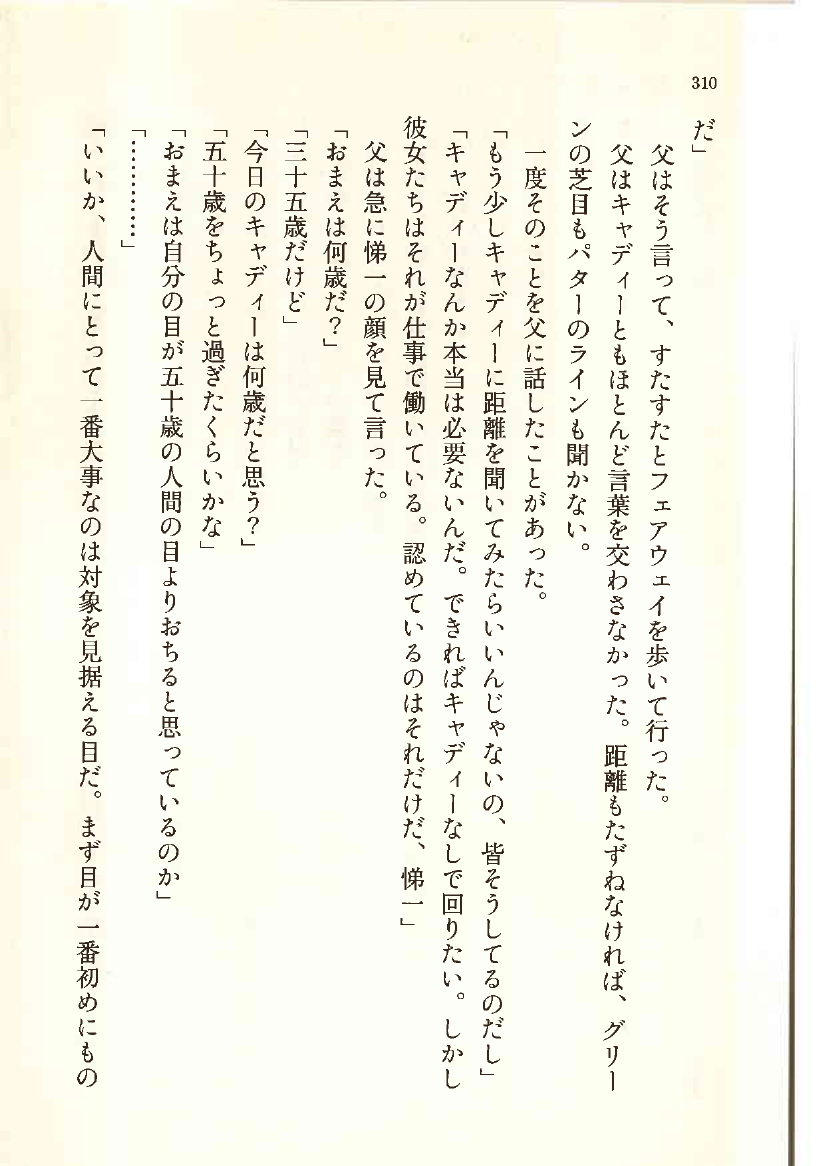 310
だ」
　父はそう言って、すたすたとフェアウェイを歩いて行った。
　父はキャディーともほとんど言葉を交わさなかった。距離もたずねなければ、グリー
ンの芝目もパターのラインも聞かない。
　一度そのことを父に話したことがあった。
「もう少しキャディーに距離を聞いてみたらいいんじゃないの、皆そうしてるのだし」
「キャディーなんか本当は必要ないんだ。できればキャディーなしで回りたい。しかし
彼女たちはそれが仕事で働いている。認めているのはそれだけだ、悌一」
　父は急に悌一の顔を見て言った。
「おまえは何歳だ？」
「三十五歳だけど」
「今日のキャディーは何歳だと思う？」
「五十歳をちょっと過ぎたくらいかな」
「おまえは自分の目が五十歳の人間の目よりおちると思っているのか」
「…………」
「いいか、人間にとって一番大事なのは対象を見据える目だ。まず目が一番初めにもの